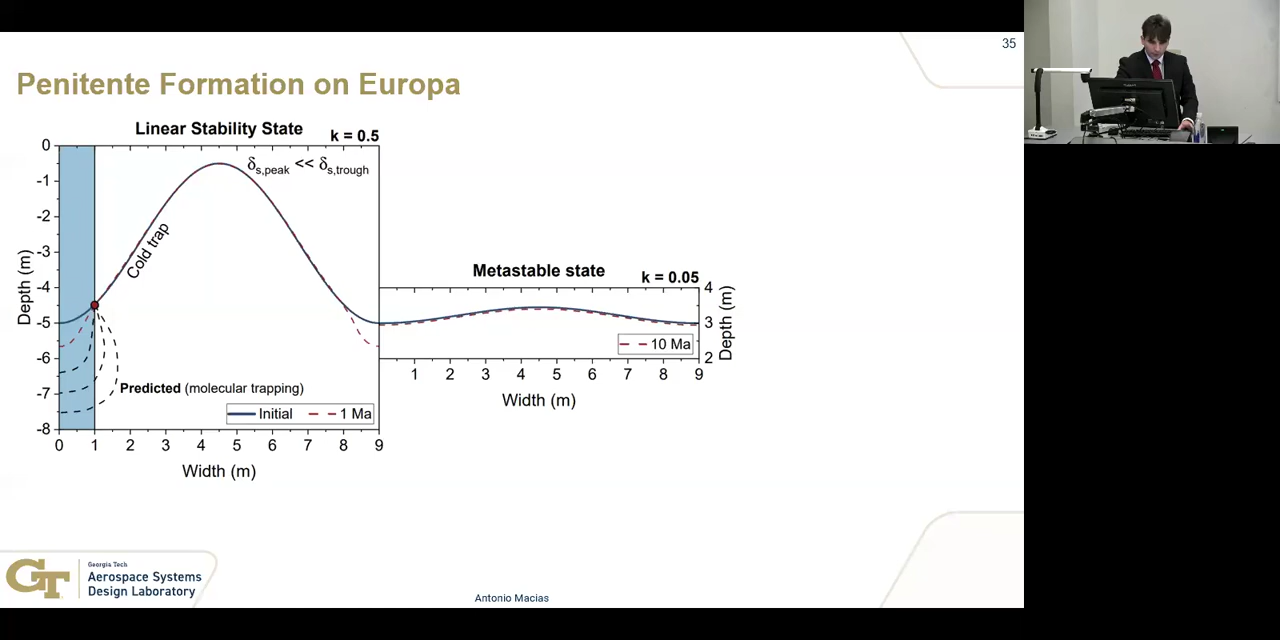 35
Penitente Formation on Europa
Linear Stability State k = 0.5
δs,peak << δs,trough
Cold trap
Predicted (molecular trapping)
Initial 1 Ma
Depth (m)
0
-1
-2
-3
-4
-5
-6
-7
-8
0 1 2 3 4 5 6 7 8 9
Width (m)
Metastable state k = 0.05
10 Ma
4
3
2
Depth (m)
1 2 3 4 5 6 7 8 9
Width (m)
GT
Georgia Tech
Aerospace Systems
Design Laboratory
Antonio Macias